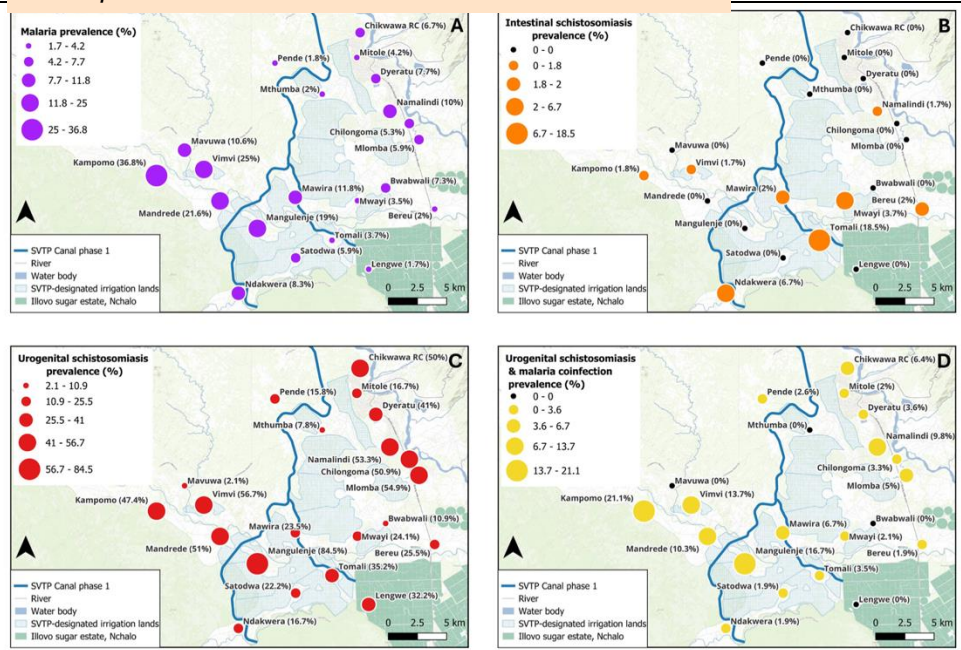 Malaria prevalence (%)
1.7 - 4.2
4.2 - 7.7
7.7 - 11.8
11.8 - 25
25 - 36.8
A
Chikwawa RC (6.7%)
Mitole (4.2%)
Pende (1.8%)
Dyeratu (7.7%)
Mthumba (2%)
Namalindi (10%)
Chilongoma (5.3%)
Mlomba (5.9%)
Mavuwa (10.6%)
Vimvi (25%)
Kampomo (36.8%)
Bwabwali (7.3%)
Mawira (11.8%)
Mwayi (3.5%)
Mandrede (21.6%)
Mangulenje (19%)
Bereu (2%)
Tomali (3.7%)
Satodwa (5.9%)
Lengwe (1.7%)
Ndakwera (8.3%)
SVTP Canal phase 1
River
Water body
SVTP-designated irrigation lands
Illovo sugar estate, Nchalo
0 2.5 5 km
Intestinal schistosomiasis
prevalence (%)
0 - 0
0 - 1.8
1.8 - 2
2 - 6.7
6.7 - 18.5
B
Chikwawa RC (0%)
Mitole (0%)
Pende (0%)
Dyeratu (0%)
Mthumba (0%)
Namalindi (1.7%)
Chilongoma (0%)
Mlomba (0%)
Mavuwa (0%)
Vimvi (1.7%)
Kampomo (1.8%)
Bwabwali (0%)
Mawira (2%)
Mandrede (0%)
Bereu (2%)
Mwayi (3.7%)
Mangulenje (0%)
Tomali (18.5%)
Satodwa (0%)
Lengwe (0%)
Ndakwera (6.7%)
SVTP Canal phase 1
River
Water body
SVTP-designated irrigation lands
Illovo sugar estate, Nchalo
0 2.5 5 km
Urogenital schistosomiasis
prevalence (%)
2.1 - 10.9
10.9 - 25.5
25.5 - 41
41 - 56.7
56.7 - 84.5
C
Chikwawa RC (50%)
Mitole (16.7%)
Pende (15.8%)
Dyeratu (41%)
Mthumba (7.8%)
Namalindi (53.3%)
Chilongoma (50.9%)
Mlomba (54.9%)
Mavuwa (2.1%)
Vimvi (56.7%)
Kampomo (47.4%)
Bwabwali (10.9%)
Mawira (23.5%)
Mwayi (24.1%)
Mandrede (51%)
Mangulenje (84.5%)
Bereu (25.5%)
Tomali (35.2%)
Satodwa (22.2%)
Lengwe (32.2%)
Ndakwera (16.7%)
SVTP Canal phase 1
River
Water body
SVTP-designated irrigation lands
Illovo sugar estate, Nchalo
0 2.5 5 km
Urogenital schistosomiasis
& malaria coinfection
prevalence (%)
0 - 0
0 - 3.6
3.6 - 6.7
6.7 - 13.7
13.7 - 21.1
D
Chikwawa RC (6.4%)
Mitole (2%)
Pende (2.6%)
Dyeratu (3.6%)
Mthumba (0%)
Namalindi (9.8%)
Chilongoma (3.3%)
Mlomba (5%)
Mavuwa (0%)
Vimvi (13.7%)
Kampomo (21.1%)
Bwabwali (0%)
Mawira (6.7%)
Mwayi (2.1%)
Mandrede (10.3%)
Mangulenje (16.7%)
Bereu (1.9%)
Tomali (3.5%)
Satodwa (1.9%)
Lengwe (0%)
Ndakwera (1.9%)
SVTP Canal phase 1
River
Water body
SVTP-designated irrigation lands
Illovo sugar estate, Nchalo
0 2.5 5 km